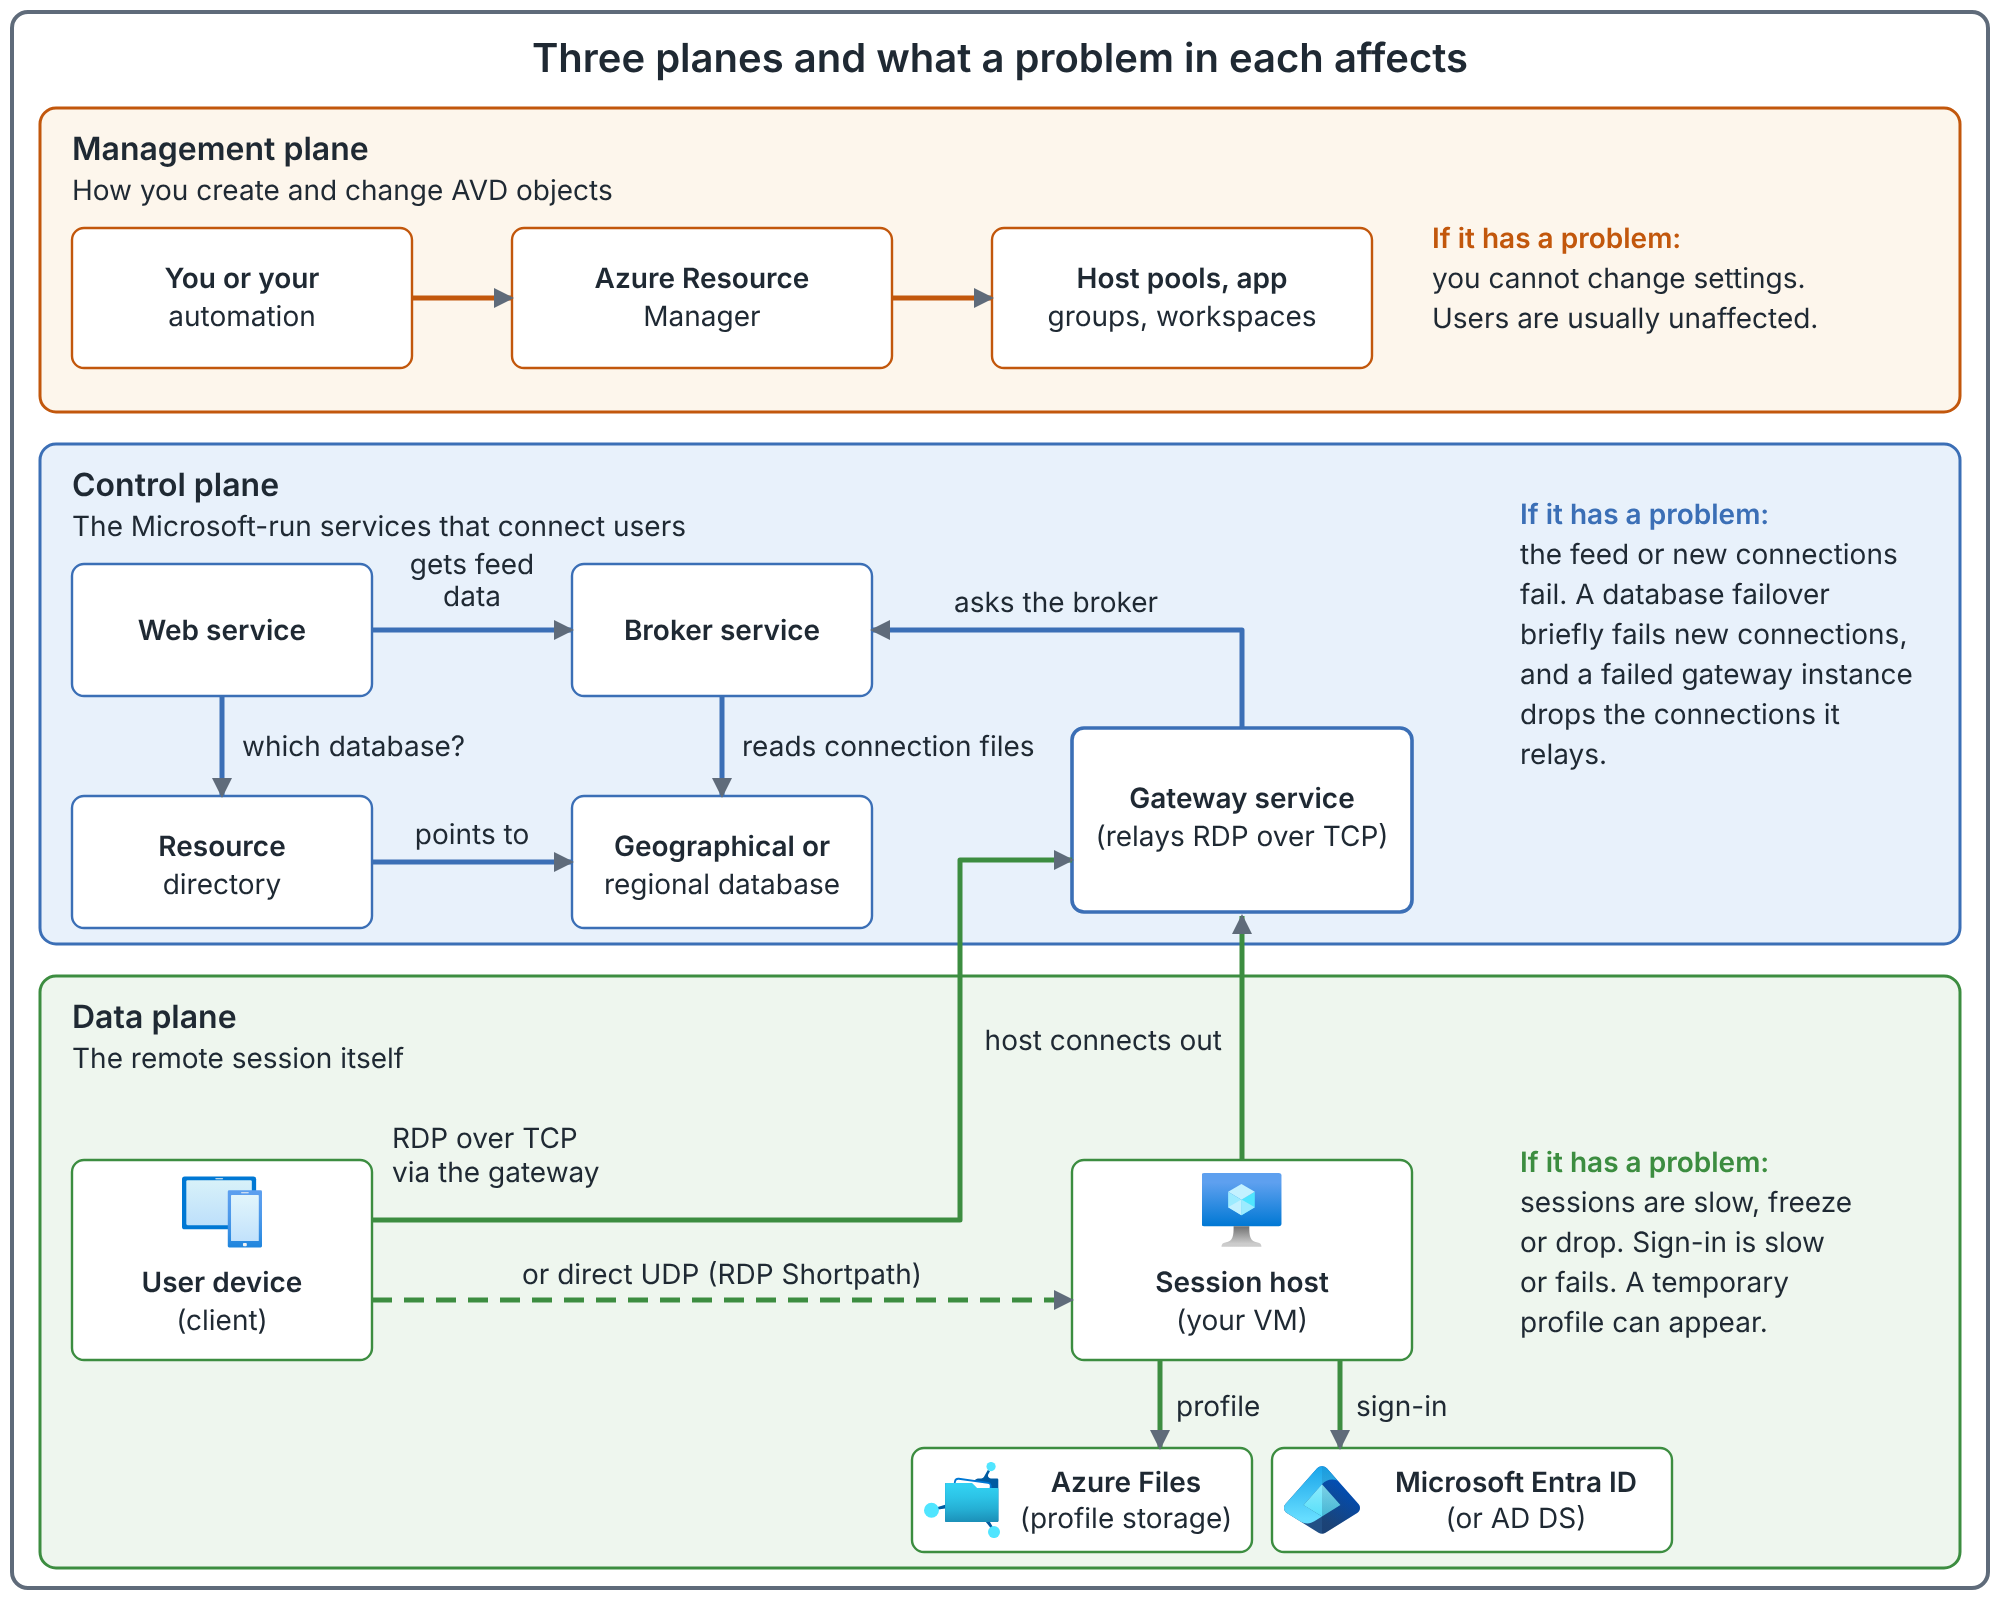 Three planes and what a problem in each affects
Management plane
How you create and change AVD objects
You or your
automation
Azure Resource
Manager
Host pools, app
groups, workspaces
If it has a problem:
you cannot change settings.
Users are usually unaffected.
Control plane
The Microsoft-run services that connect users
Web service
gets feed
data
Broker service
asks the broker
which database?
reads connection files
Resource
directory
points to
Geographical or
regional database
Gateway service
(relays RDP over TCP)
If it has a problem:
the feed or new connections
fail. A database failover
briefly fails new connections,
and a failed gateway instance
drops the connections it
relays.
Data plane
The remote session itself
host connects out
RDP over TCP
via the gateway
User device
(client)
or direct UDP (RDP Shortpath)
Session host
(your VM)
If it has a problem:
sessions are slow, freeze
or drop. Sign-in is slow
or fails. A temporary
profile can appear.
profile
sign-in
Azure Files
(profile storage)
Microsoft Entra ID
(or AD DS)